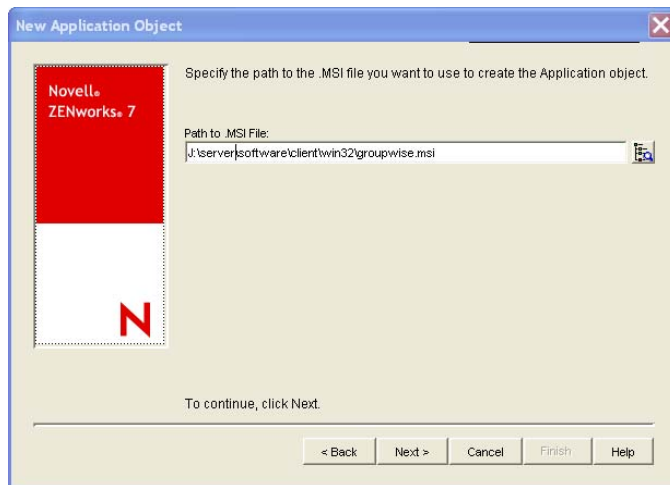 New Application Object
Novell®
ZENworks® 7
N
Specify the path to the .MSI file you want to use to create the Application object.
Path to .MSI File:
J:\server\software\client\win32\groupwise.msi
To continue, click Next.
< Back
Next >
Cancel
Finish
Help